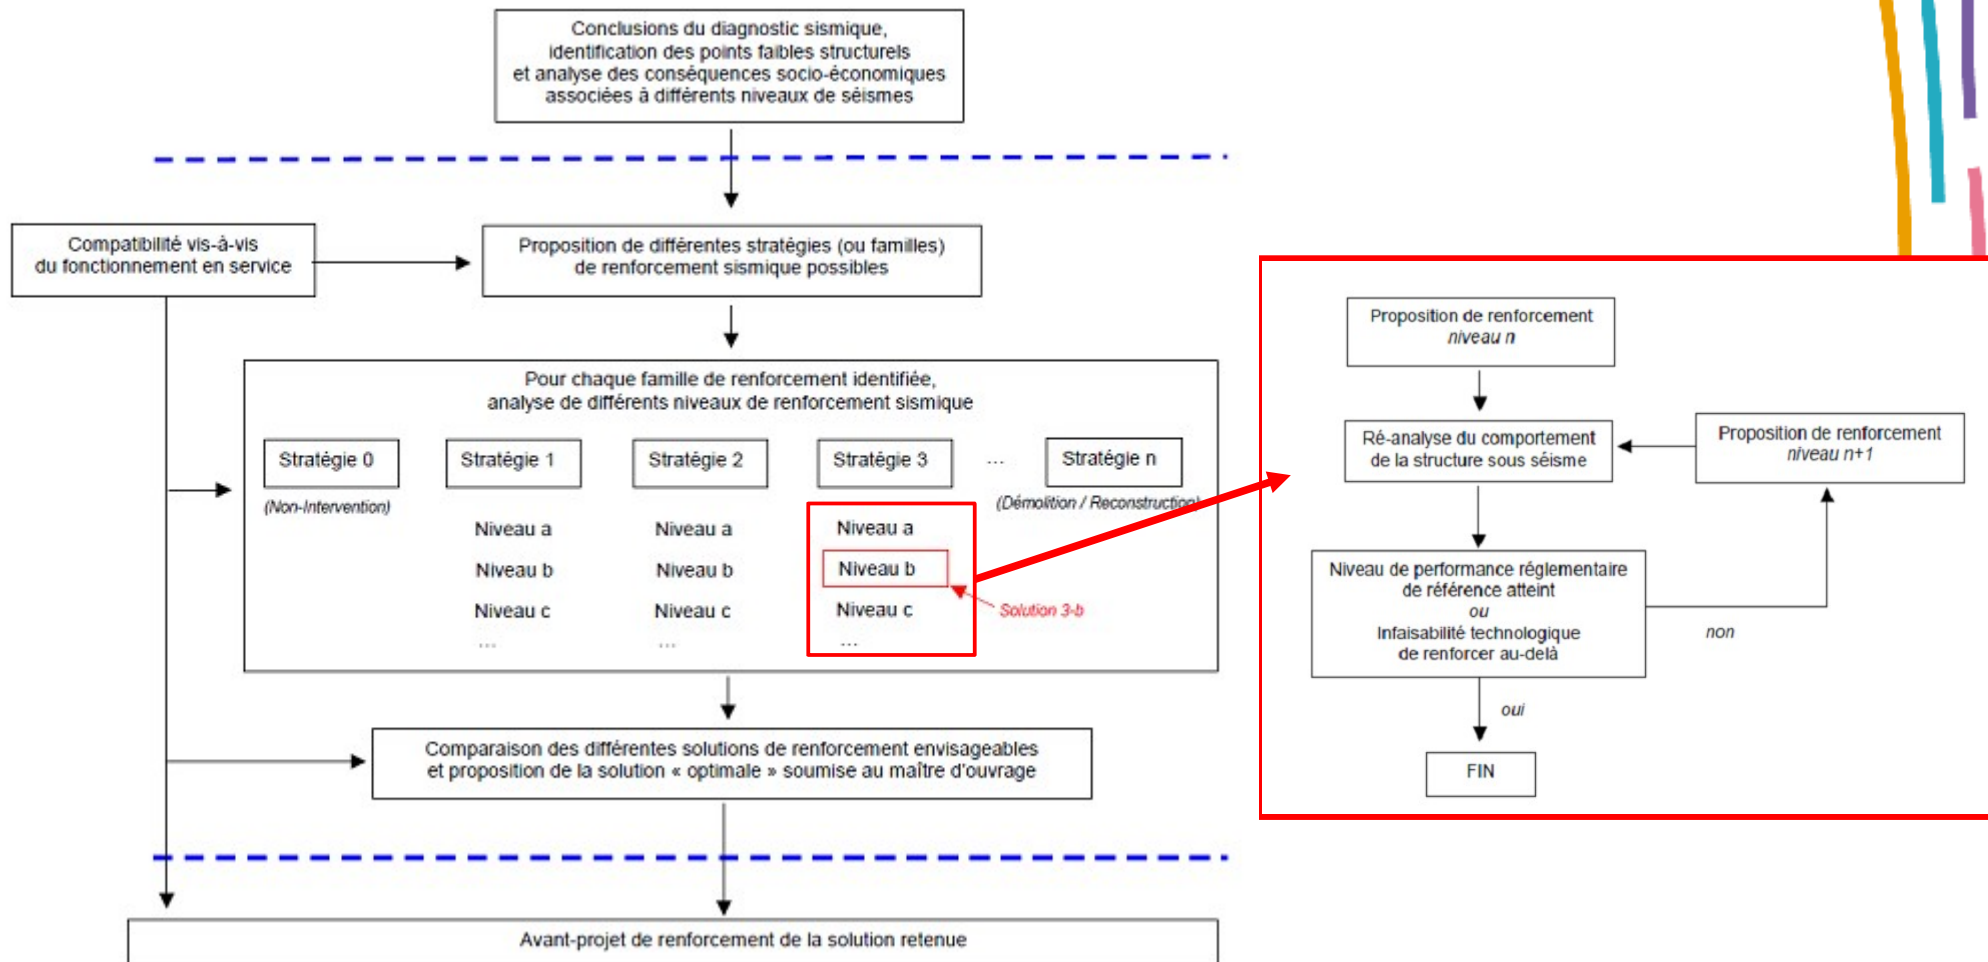 Conclusions du diagnostic sismique,
identification des points faibles structurels
et analyse des conséquences socio-économiques
associées à différents niveaux de séismes
Compatibilité vis-à-vis
du fonctionnement en service
Proposition de différentes stratégies (ou familles)
de renforcement sismique possibles
Pour chaque famille de renforcement identifiée,
analyse de différents niveaux de renforcement sismique
Stratégie 0
Stratégie 1
Stratégie 2
Stratégie 3
...
Stratégie n
(Non-Intervention)
(Démolition / Reconstruction)
Niveau a
Niveau a
Niveau a
Niveau b
Niveau b
Niveau b
Niveau c
Niveau c
Niveau c
Solution 3-b
...
...
...
Comparaison des différentes solutions de renforcement envisageables
et proposition de la solution « optimale » soumise au maître d'ouvrage
Avant-projet de renforcement de la solution retenue
Proposition de renforcement
niveau n
Ré-analyse du comportement
de la structure sous séisme
Proposition de renforcement
niveau n+1
Niveau de performance réglementaire
de référence atteint
ou
Infaisabilité technologique
de renforcer au-delà
non
oui
FIN